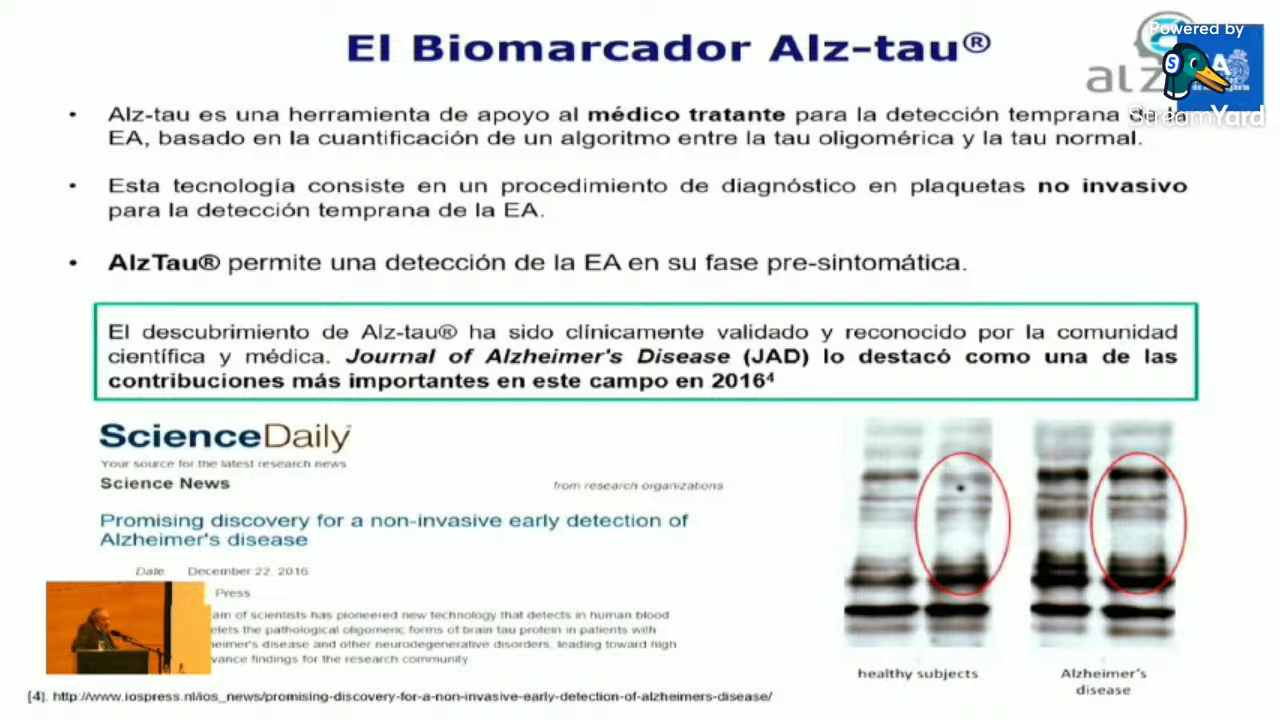 El Biomarcador Alz-tau®
Powered by
alz
A
StreamYard
• Alz-tau es una herramienta de apoyo al médico tratante para la detección temprana de la
EA, basado en la cuantificación de un algoritmo entre la tau oligomérica y la tau normal.
• Esta tecnología consiste en un procedimiento de diagnóstico en plaquetas no invasivo
para la detección temprana de la EA.
• AlzTau® permite una detección de la EA en su fase pre-sintomática.
El descubrimiento de Alz-tau® ha sido clínicamente validado y reconocido por la comunidad
científica y médica. Journal of Alzheimer's Disease (JAD) lo destacó como una de las
contribuciones más importantes en este campo en 2016⁴
ScienceDaily
Your source for the latest research news
Science News
from research organizations
Promising discovery for a non-invasive early detection of
Alzheimer's disease
Date: December 22, 2016
Press
am of scientists has pioneered new technology that detects in human blood
elets the pathological oligomeric forms of brain tau protein in patients with
heimer's disease and other neurodegenerative disorders, leading toward high
vance findings for the research community
healthy subjects
Alzheimer's
disease
[4]. http://www.iospress.nl/ios_news/promising-discovery-for-a-non-invasive-early-detection-of-alzheimers-disease/